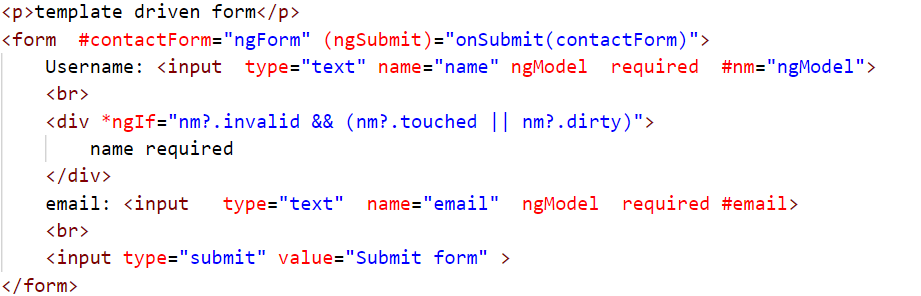 <p>template driven form</p>
<form  #contactForm="ngForm" (ngSubmit)="onSubmit(contactForm)">
    Username: <input  type="text" name="name" ngModel  required  #nm="ngModel">
    <br>
    <div *ngIf="nm?.invalid && (nm?.touched || nm?.dirty)">
        name required
    </div>
    email: <input   type="text"  name="email"  ngModel  required #email>
    <br>
    <input type="submit" value="Submit form" >
</form>